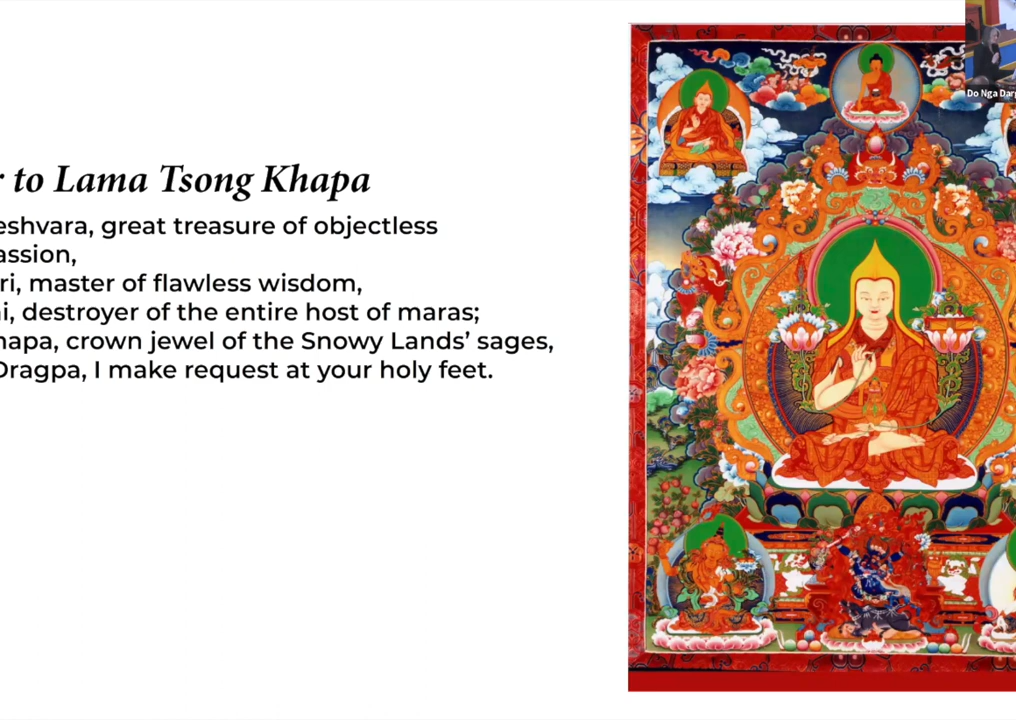 r to Lama Tsong Khapa
eshvara, great treasure of objectless
assion,
ri, master of flawless wisdom,
i, destroyer of the entire host of maras;
hapa, crown jewel of the Snowy Lands’ sages,
Dragpa, I make request at your holy feet.
Do Nga Darg